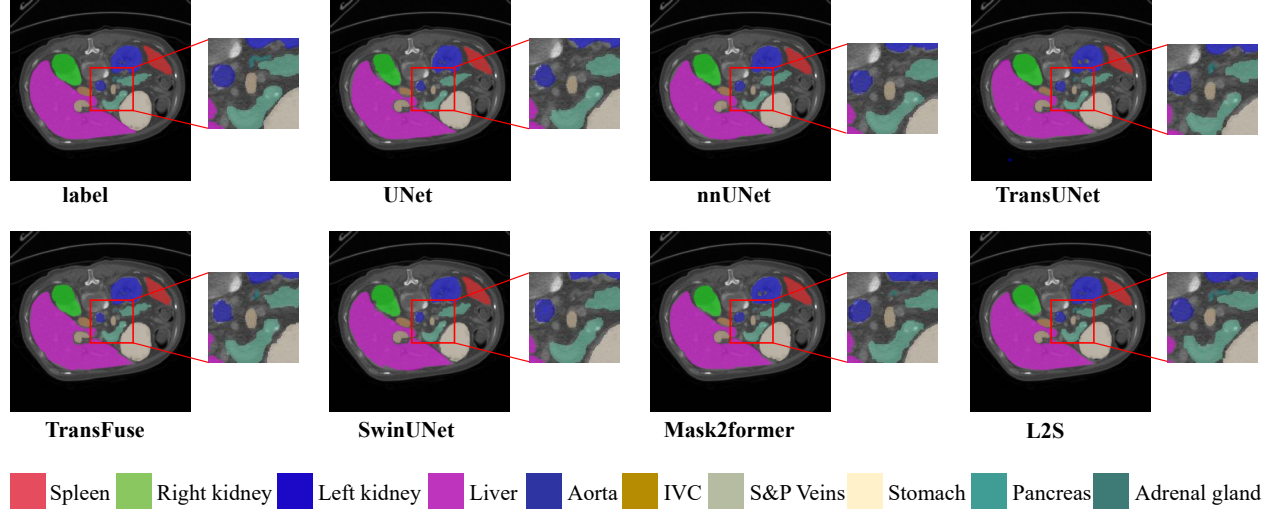 label UNet nnUNet TransUNet
TransFuse SwinUNet Mask2former L2S
Spleen Right kidney Left kidney Liver Aorta IVC S&P Veins Stomach Pancreas Adrenal gland